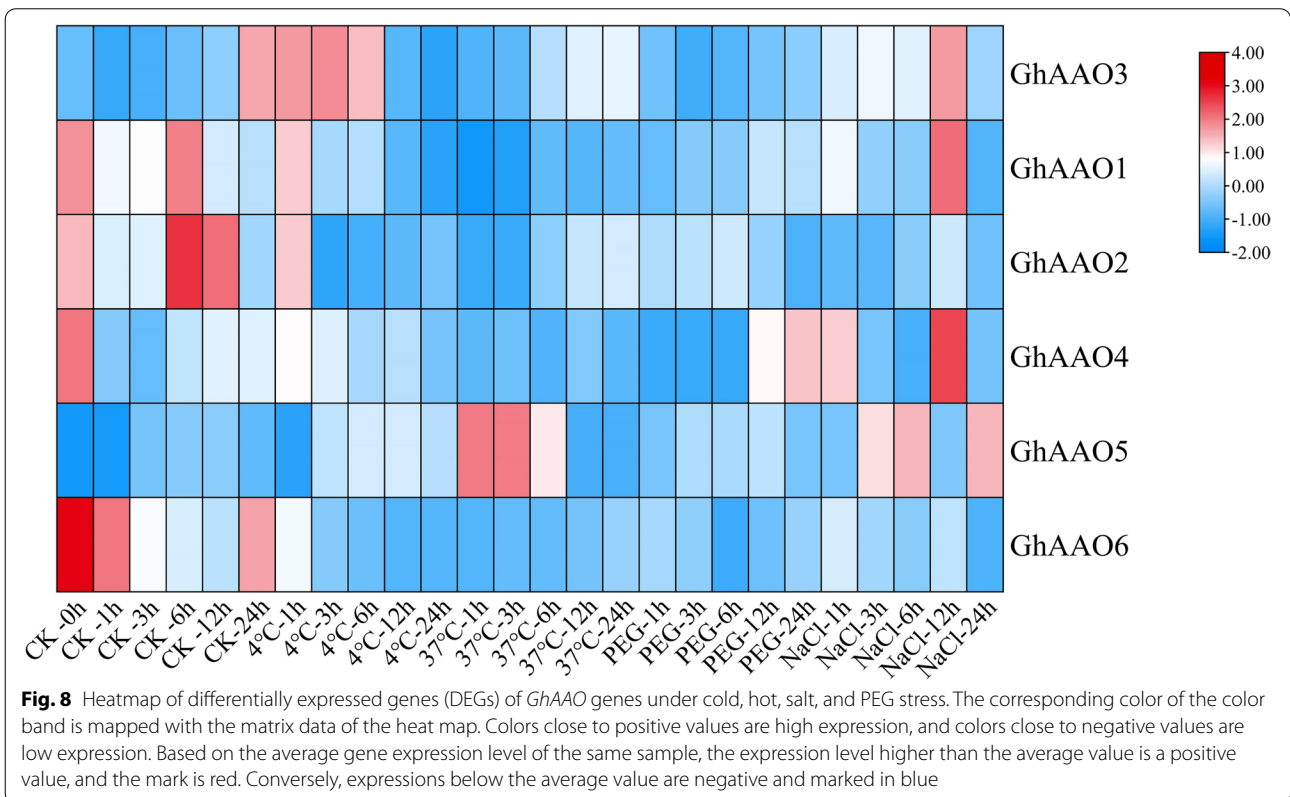 GhAAO3
GhAAO1
GhAAO2
GhAAO4
GhAAO5
GhAAO6
4.00
3.00
2.00
1.00
0.00
-1.00
-2.00
CK -0h
CK -1h
CK -3h
CK -6h
CK -12h
CK-24h
4°C-1h
4°C-3h
4°C-6h
4°C-12h
4°C-24h
37°C-1h
37°C-3h
37°C-6h
37°C-12h
37°C-24h
PEG-1h
PEG-3h
PEG-6h
PEG-12h
PEG-24h
NaCl-1h
NaCl-3h
NaCl-6h
NaCl-12h
NaCl-24h
Fig. 8 Heatmap of differentially expressed genes (DEGs) of GhAAO genes under cold, hot, salt, and PEG stress. The corresponding color of the color
band is mapped with the matrix data of the heat map. Colors close to positive values are high expression, and colors close to negative values are
low expression. Based on the average gene expression level of the same sample, the expression level higher than the average value is a positive
value, and the mark is red. Conversely, expressions below the average value are negative and marked in blue